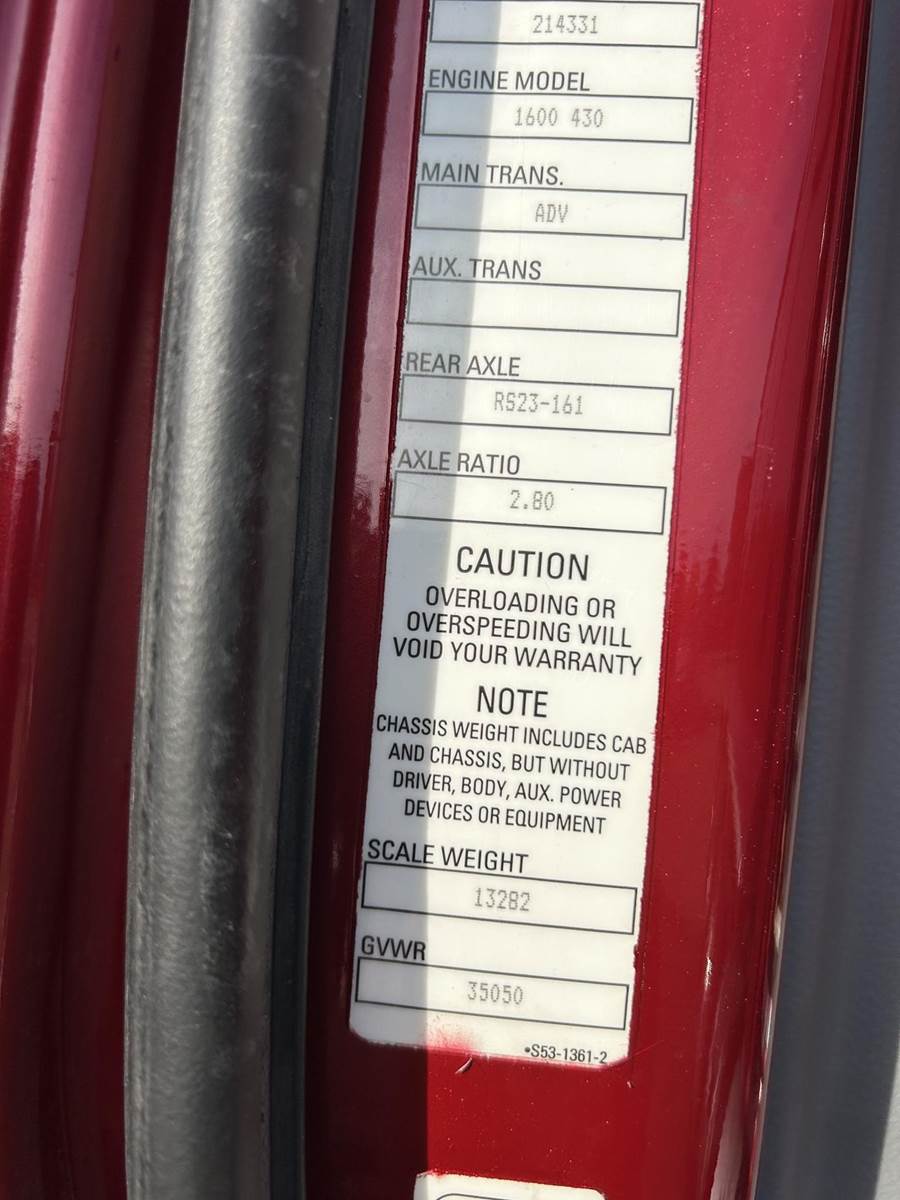 214331
ENGINE MODEL
1600 430
MAIN TRANS.
ADV
AUX. TRANS
REAR AXLE
RS23-161
AXLE RATIO
2.80
CAUTION
OVERLOADING OR
OVERSPEEDING WILL
VOID YOUR WARRANTY
NOTE
CHASSIS WEIGHT INCLUDES CAB
AND CHASSIS, BUT WITHOUT
DRIVER, BODY, AUX. POWER
DEVICES OR EQUIPMENT
SCALE WEIGHT
13282
GVWR
35050
•S53-1361-2